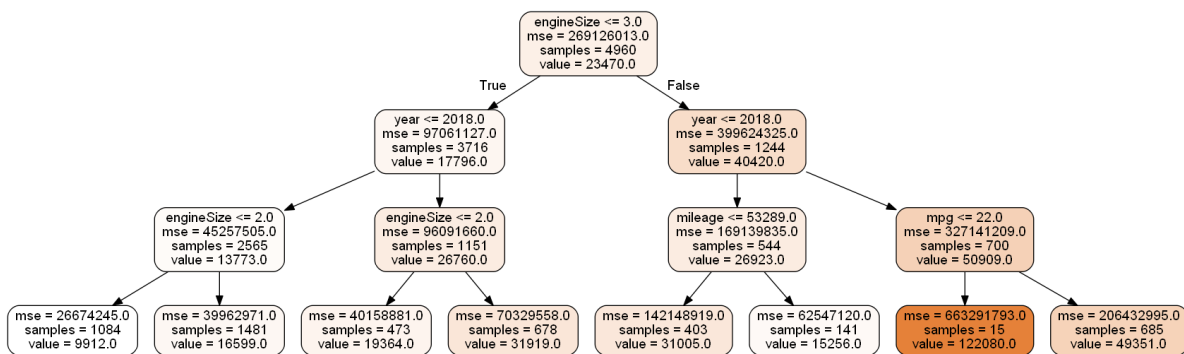 engineSize <= 3.0
mse = 269126013.0
samples = 4960
value = 23470.0
True
False
year <= 2018.0
mse = 97061127.0
samples = 3716
value = 17796.0
year <= 2018.0
mse = 399624325.0
samples = 1244
value = 40420.0
engineSize <= 2.0
mse = 45257505.0
samples = 2565
value = 13773.0
engineSize <= 2.0
mse = 96091660.0
samples = 1151
value = 26760.0
mileage <= 53289.0
mse = 169139835.0
samples = 544
value = 26923.0
mpg <= 22.0
mse = 327141209.0
samples = 700
value = 50909.0
mse = 26674245.0
samples = 1084
value = 9912.0
mse = 39962971.0
samples = 1481
value = 16599.0
mse = 40158881.0
samples = 473
value = 19364.0
mse = 70329558.0
samples = 678
value = 31919.0
mse = 142148919.0
samples = 403
value = 31005.0
mse = 62547120.0
samples = 141
value = 15256.0
mse = 663291793.0
samples = 15
value = 122080.0
mse = 206432995.0
samples = 685
value = 49351.0